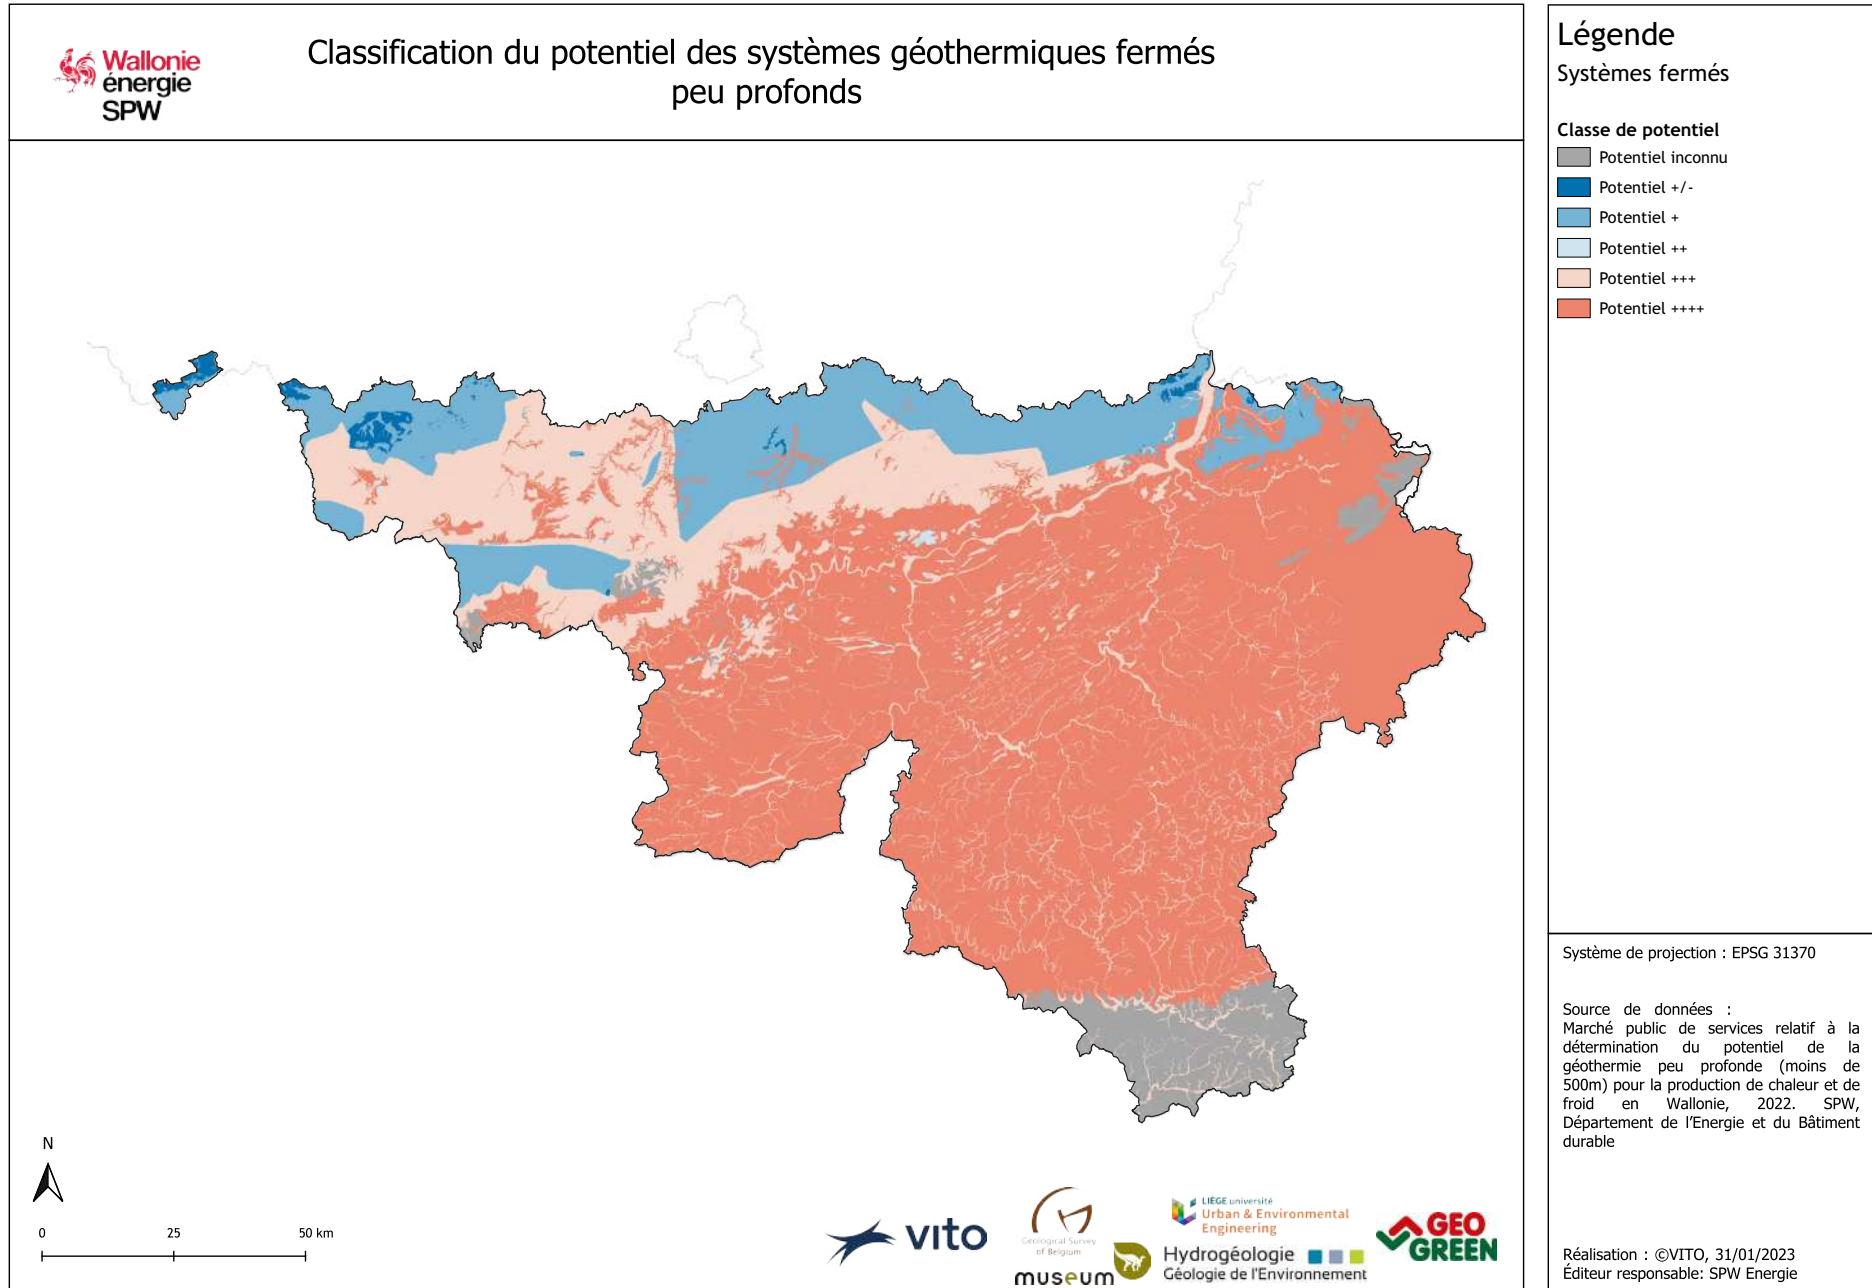 Wallonie
énergie
SPW
Classification du potentiel des systèmes géothermiques fermés
peu profonds
Légende
Systèmes fermés
Classe de potentiel
Potentiel inconnu
Potentiel +/-
Potentiel +
Potentiel ++
Potentiel +++
Potentiel ++++
Système de projection : EPSG 31370
Source de données :
Marché public de services relatif à la
détermination du potentiel de la
géothermie peu profonde (moins de
500m) pour la production de chaleur et de
froid en Wallonie, 2022. SPW,
Département de l'Energie et du Bâtiment
durable
Réalisation : ©VITO, 31/01/2023
Éditeur responsable: SPW Energie
N
0 25 50 km
vito
Geological Survey
of Belgium
museum
LIÈGE université
Urban & Environmental
Engineering
Hydrogéologie
Géologie de l'Environnement
GEO
GREEN